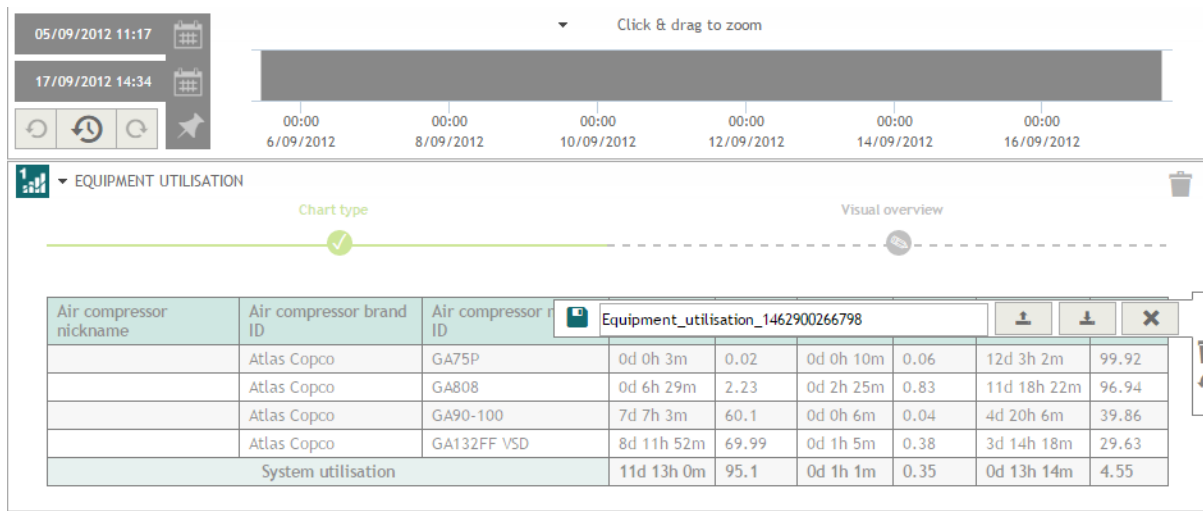 05/09/2012 11:17
Click & drag to zoom
17/09/2012 14:34
00:00 00:00 00:00 00:00 00:00 00:00
6/09/2012 8/09/2012 10/09/2012 12/09/2012 14/09/2012 16/09/2012
1 EQUIPMENT UTILISATION
Chart type Visual overview
Air compressor nickname
Air compressor brand ID
Air compressor
ID
Equipment_utilisation_1462900266798
Atlas Copco GA75P 0d 0h 3m 0.02 0d 0h 10m 0.06 12d 3h 2m 99.92
Atlas Copco GA808 0d 6h 29m 2.23 0d 2h 25m 0.83 11d 18h 22m 96.94
Atlas Copco GA90-100 7d 7h 3m 60.1 0d 0h 6m 0.04 4d 20h 6m 39.86
Atlas Copco GA132FF VSD 8d 11h 52m 69.99 0d 1h 5m 0.38 3d 14h 18m 29.63
System utilisation 11d 13h 0m 95.1 0d 1h 1m 0.35 0d 13h 14m 4.55